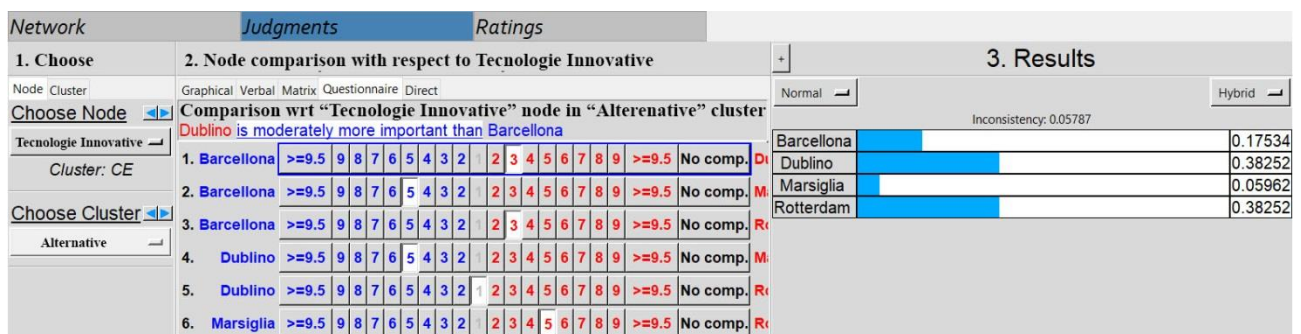 Network Judgments Ratings
1. Choose
Node Cluster
Choose Node
Tecnologie Innovative
Cluster: CE
Choose Cluster
Alternative
2. Node comparison with respect to Tecnologie Innovative
Graphical Verbal Matrix Questionnaire Direct
Comparison wrt “Tecnologie Innovative” node in “Alterenative” cluster
Dublino is moderately more important than Barcellona
1. Barcellona >=9.5 9 8 7 6 5 4 3 2 1 2 3 4 5 6 7 8 9 >=9.5 No comp. Du
2. Barcellona >=9.5 9 8 7 6 5 4 3 2 1 2 3 4 5 6 7 8 9 >=9.5 No comp. Ma
3. Barcellona >=9.5 9 8 7 6 5 4 3 2 1 2 3 4 5 6 7 8 9 >=9.5 No comp. Ro
4. Dublino >=9.5 9 8 7 6 5 4 3 2 1 2 3 4 5 6 7 8 9 >=9.5 No comp. Ma
5. Dublino >=9.5 9 8 7 6 5 4 3 2 1 2 3 4 5 6 7 8 9 >=9.5 No comp. Ro
6. Marsiglia >=9.5 9 8 7 6 5 4 3 2 1 2 3 4 5 6 7 8 9 >=9.5 No comp. Ro
+ 3. Results
Normal Hybrid
Inconsistency: 0.05787
Barcellona 0.17534
Dublino 0.38252
Marsiglia 0.05962
Rotterdam 0.38252